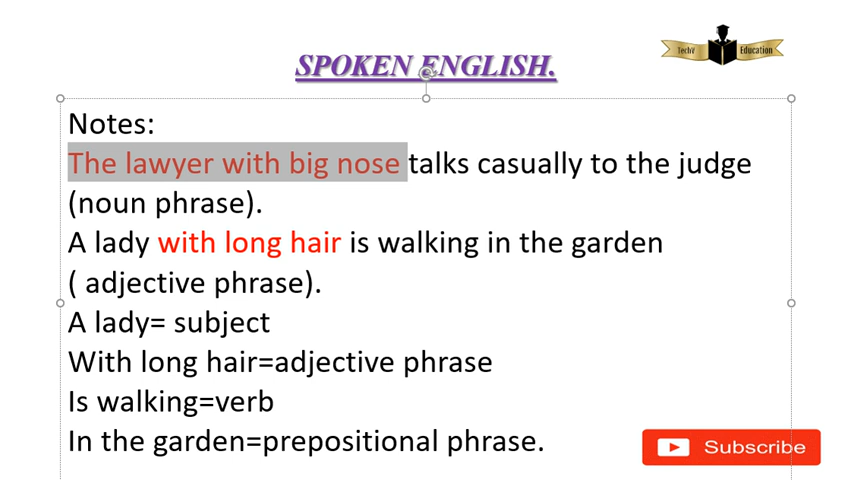 TechV Education
SPOKEN ENGLISH.
Notes:
The lawyer with big nose talks casually to the judge
(noun phrase).
A lady with long hair is walking in the garden
( adjective phrase).
A lady= subject
With long hair=adjective phrase
Is walking=verb
In the garden=prepositional phrase.
Subscribe